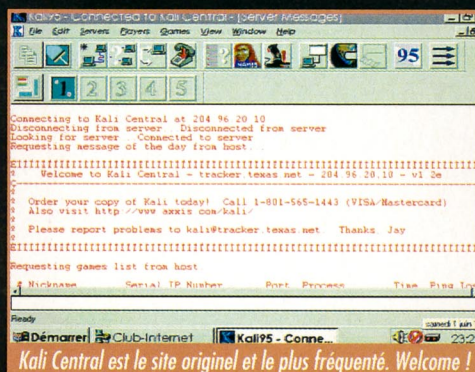 Kali95 - Connected to Kali Central - [Server Messages]
File Edit Servers Players Games View Window Help
95
1 2 3 4 5
Connecting to Kali Central at 204 96 20 10
Disconnecting from server . Disconnected from server
Looking for server . Connected to server
Requesting message of the day from host. .
Welcome to Kali Central - tracker.texas net - 204 96 20.10 - v1 2e
Order your copy of Kali today! Call 1-801-565-1443 (VISA/Mastercard)
Also visit http //www axxis com/kali/
Please report problems to kali@tracker.texas.net Thanks. Jay
Requesting games list from host
# Nickname Serial IP Number Port Process Time Ping Loc
Ready
Démarrer Club-Internet Kali95 - Conne...
samedi 1 juin
Kali Central est le site originel et le plus fréquenté. Welcome !